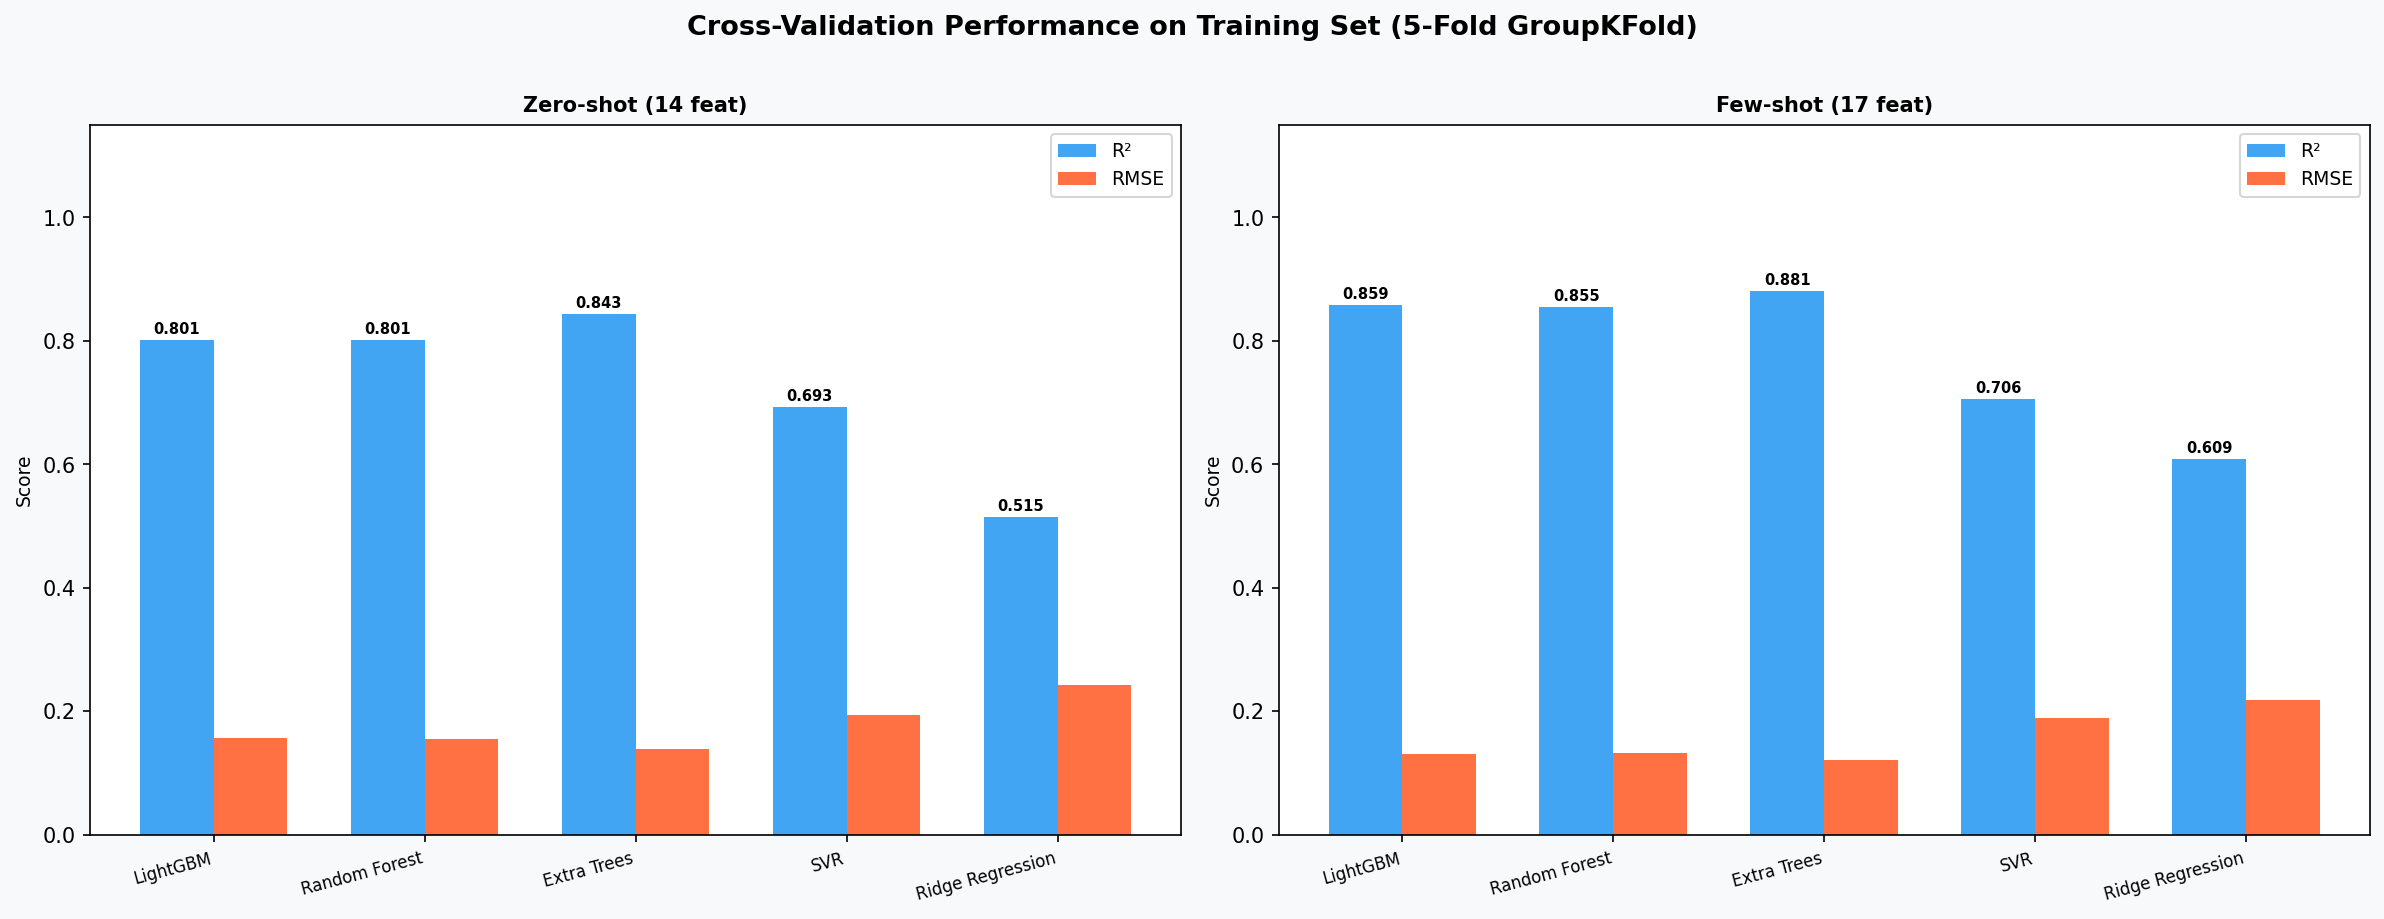 Cross-Validation Performance on Training Set (5-Fold GroupKFold)
Zero-shot (14 feat)
R²
RMSE
Score
1.0
0.8
0.6
0.4
0.2
0.0
0.801
0.801
0.843
0.693
0.515
LightGBM
Random Forest
Extra Trees
SVR
Ridge Regression
Few-shot (17 feat)
R²
RMSE
Score
1.0
0.8
0.6
0.4
0.2
0.0
0.859
0.855
0.881
0.706
0.609
LightGBM
Random Forest
Extra Trees
SVR
Ridge Regression